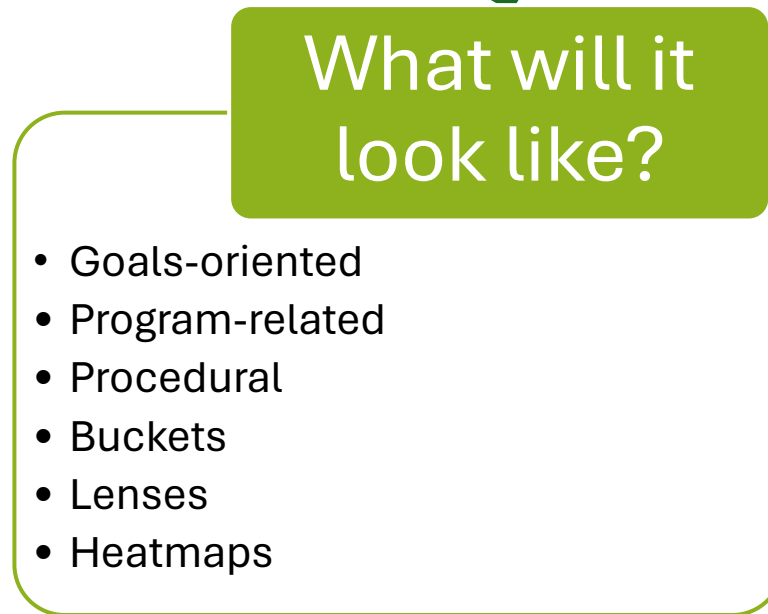 What will it
look like?
• Goals-oriented
• Program-related
• Procedural
• Buckets
• Lenses
• Heatmaps